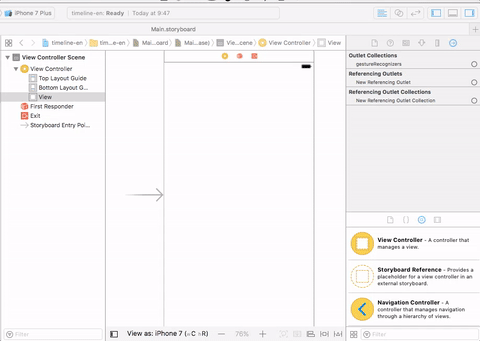 iPhone 7 Plus
timeline-en: Ready | Today at 9:47
Main.storyboard
timeline-en
time...e-en
Mai...oard
Mai...ase)
Vie...cene
View Controller
View
View Controller Scene
View Controller
Top Layout Guide
Bottom Layout G...
View
First Responder
Exit
Storyboard Entry Poi...
Outlet Collections
gestureRecognizers
Referencing Outlets
New Referencing Outlet
Referencing Outlet Collections
New Referencing Outlet Collection
View Controller - A controller that
manages a view.
Storyboard Reference - Provides
a placeholder for a view controller in an
external storyboard.
Navigation Controller - A
controller that manages navigation
through a hierarchy of views.
Filter
View as: iPhone 7 (wC hR)
76%
Filter